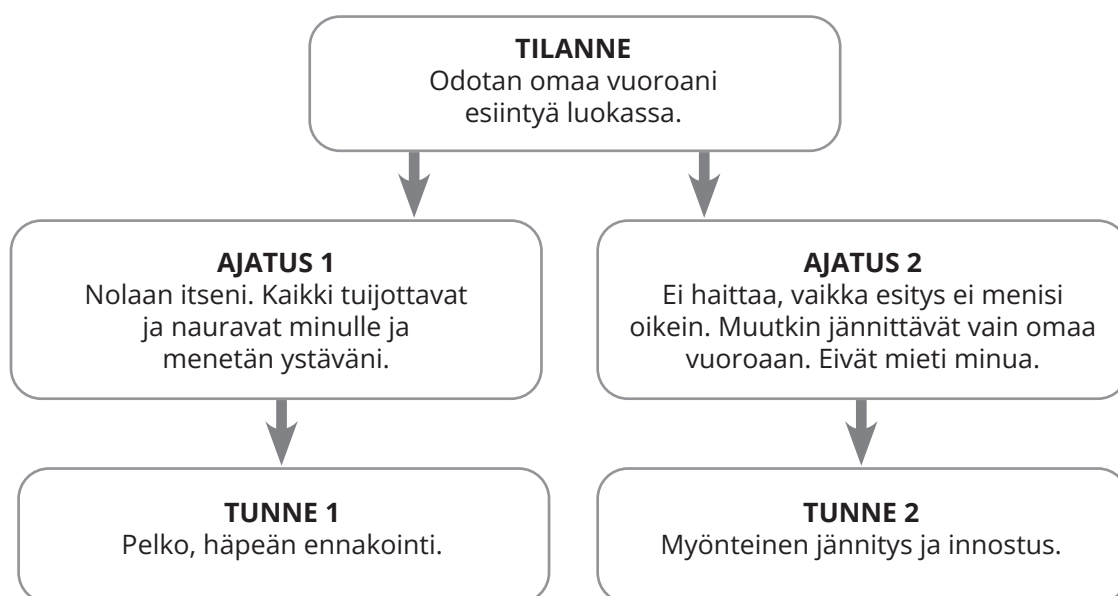 TILANNE
Odotan omaa vuoroani
esiintyä luokassa.
AJATUS 1
Nolaan itseni. Kaikki tuijottavat
ja nauravat minulle ja
menetän ystäväni.
AJATUS 2
Ei haittaa, vaikka esitys ei menisi
oikein. Muutkin jännittävät vain omaa
vuoroaan. Eivät mieti minua.
TUNNE 1
Pelko, häpeän ennakointi.
TUNNE 2
Myönteinen jännitys ja innostus.